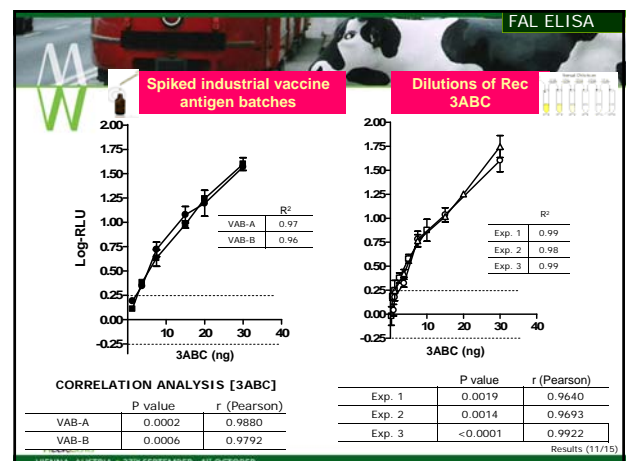 FAL ELISA
Spiked industrial vaccine
antigen batches
Dilutions of Rec
3ABC
2.00
1.75
1.50
1.25
1.00
0.75
0.50
0.25
0.00
-0.25
Log-RLU
10 20 30 40
3ABC (ng)
R²
VAB-A 0.97
VAB-B 0.96
2.00
1.75
1.50
1.25
1.00
0.75
0.50
0.25
0.00
-0.25
10 20 30 40
3ABC (ng)
R²
Exp. 1 0.99
Exp. 2 0.98
Exp. 3 0.99
CORRELATION ANALYSIS [3ABC]
P value r (Pearson)
VAB-A 0.0002 0.9880
VAB-B 0.0006 0.9792
P value r (Pearson)
Exp. 1 0.0019 0.9640
Exp. 2 0.0014 0.9693
Exp. 3 <0.0001 0.9922
Results (11/15)